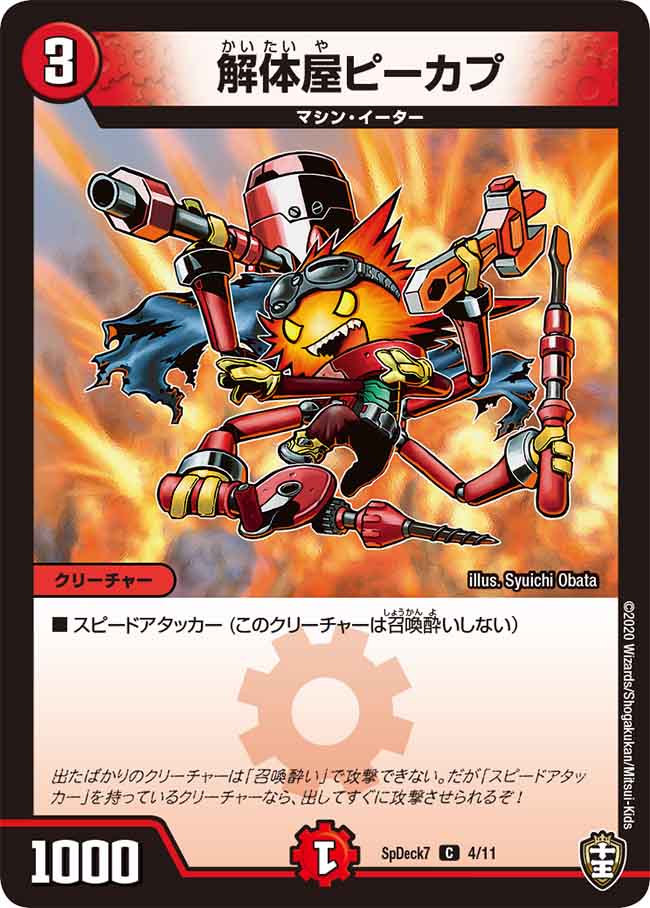 3
かいたいや
解体屋ピーカプ
マシン・イーター
クリーチャー
illus. Syuichi Obata
■ スピードアタッカー (このクリーチャーは召喚酔いしない)
しょうかんよ
出たばかりのクリーチャーは「召喚酔い」で攻撃できない。だが「スピードアタッ
カー」を持っているクリーチャーなら、出してすぐに攻撃させられるぞ!
©2020 Wizards/Shogakukan/Mitsui-Kids
1000
1
SpDeck7 C 4/11
十王